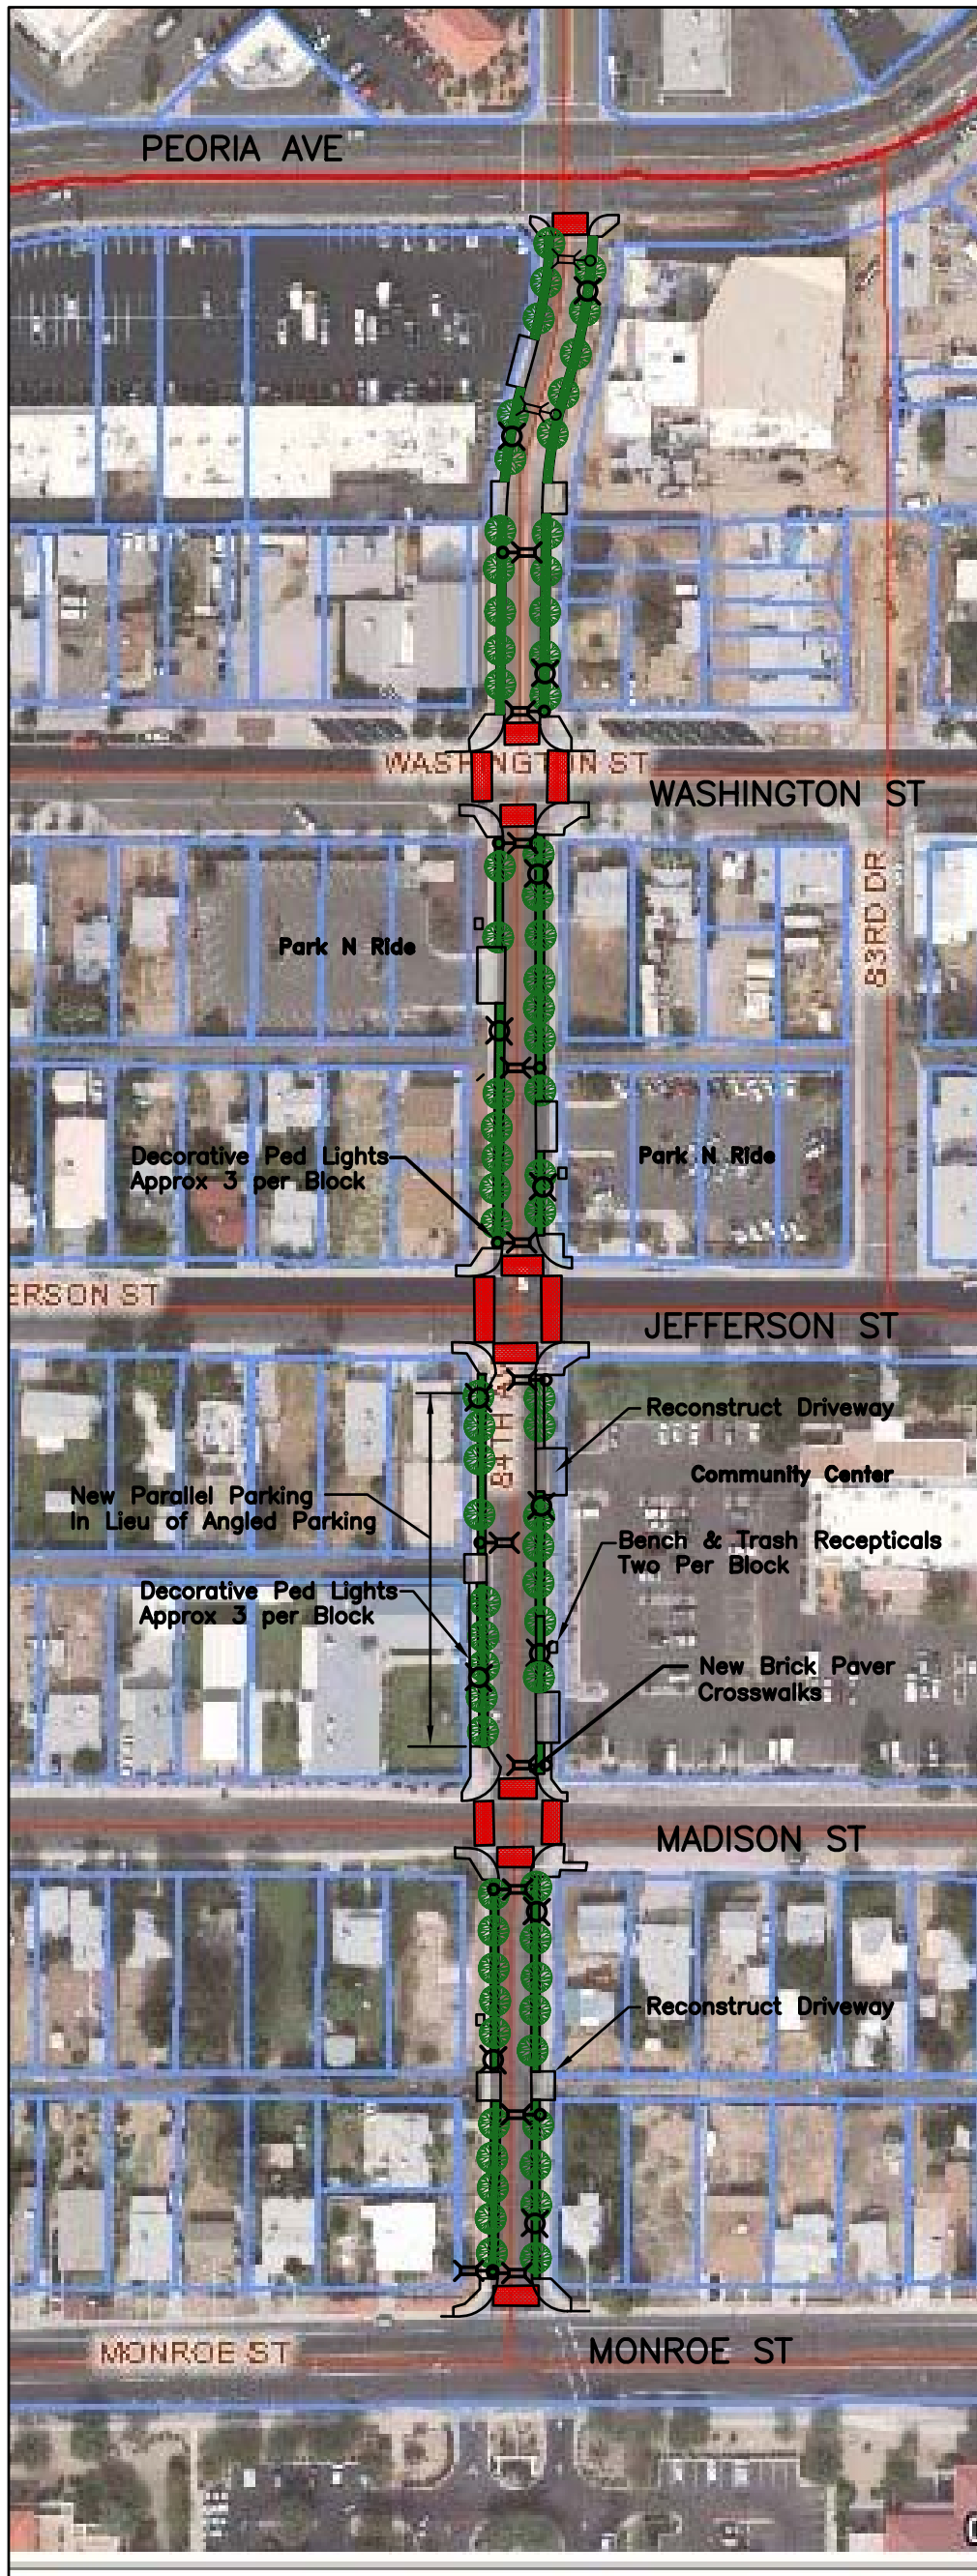 PEORIA AVE
WASHINGTON ST
WASHINGTON ST
83RD DR
Park N Ride
Decorative Ped Lights
Approx 3 per Block
Park N Ride
ERSON ST
JEFFERSON ST
84TH AV
Reconstruct Driveway
Community Center
New Parallel Parking
In Lieu of Angled Parking
Bench & Trash Recepticals
Two Per Block
Decorative Ped Lights
Approx 3 per Block
New Brick Paver
Crosswalks
MADISON ST
Reconstruct Driveway
MONROE ST
MONROE ST